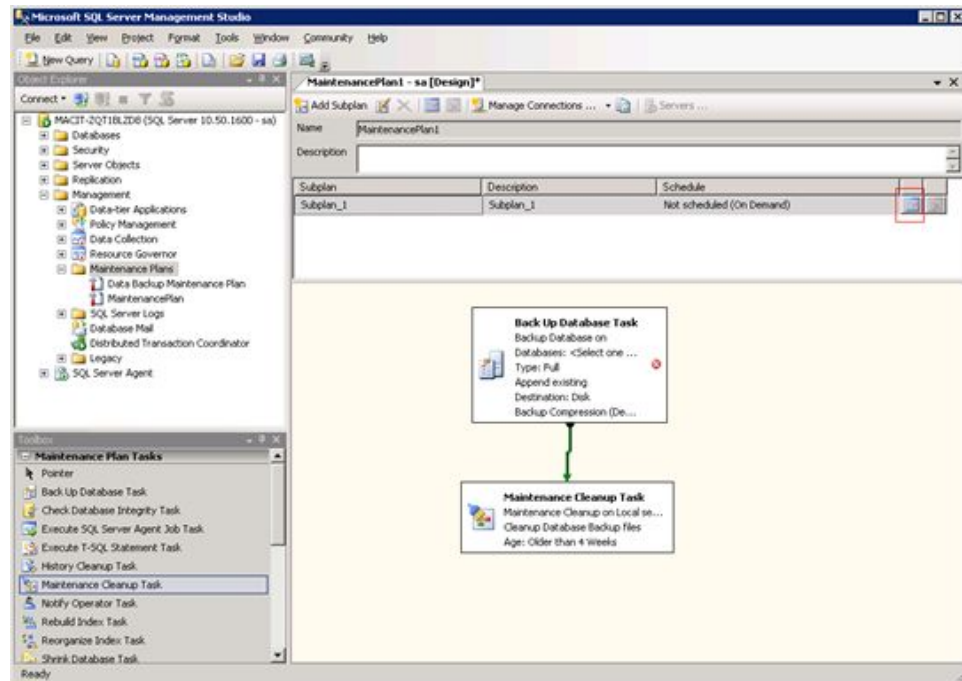 Microsoft SQL Server Management Studio
File Edit View Project Format Tools Window Community Help
New Query
Object Explorer
Connect
MACIT-2QT18LZD8 (SQL Server 10.50.1600 - sa)
Databases
Security
Server Objects
Replication
Management
Data-tier Applications
Policy Management
Data Collection
Resource Governor
Maintenance Plans
Data Backup Maintenance Plan
MaintenancePlan
SQL Server Logs
Database Mail
Distributed Transaction Coordinator
Legacy
SQL Server Agent
Toolbox
Maintenance Plan Tasks
Pointer
Back Up Database Task
Check Database Integrity Task
Execute SQL Server Agent Job Task
Execute T-SQL Statement Task
History Cleanup Task
Maintenance Cleanup Task
Notify Operator Task
Rebuild Index Task
Reorganize Index Task
Shrink Database Task
MaintenancePlan1 - sa [Design]*
Add Subplan Manage Connections ... Servers ...
Name MaintenancePlan1
Description
Subplan Description Schedule
Subplan_1 Subplan_1 Not scheduled (On Demand)
Back Up Database Task
Backup Database on
Databases: <Select one ...
Type: Full
Append existing
Destination: Disk
Backup Compression (De...
Maintenance Cleanup Task
Maintenance Cleanup on Local se...
Cleanup Database Backup files
Age: Older than 4 Weeks
Ready